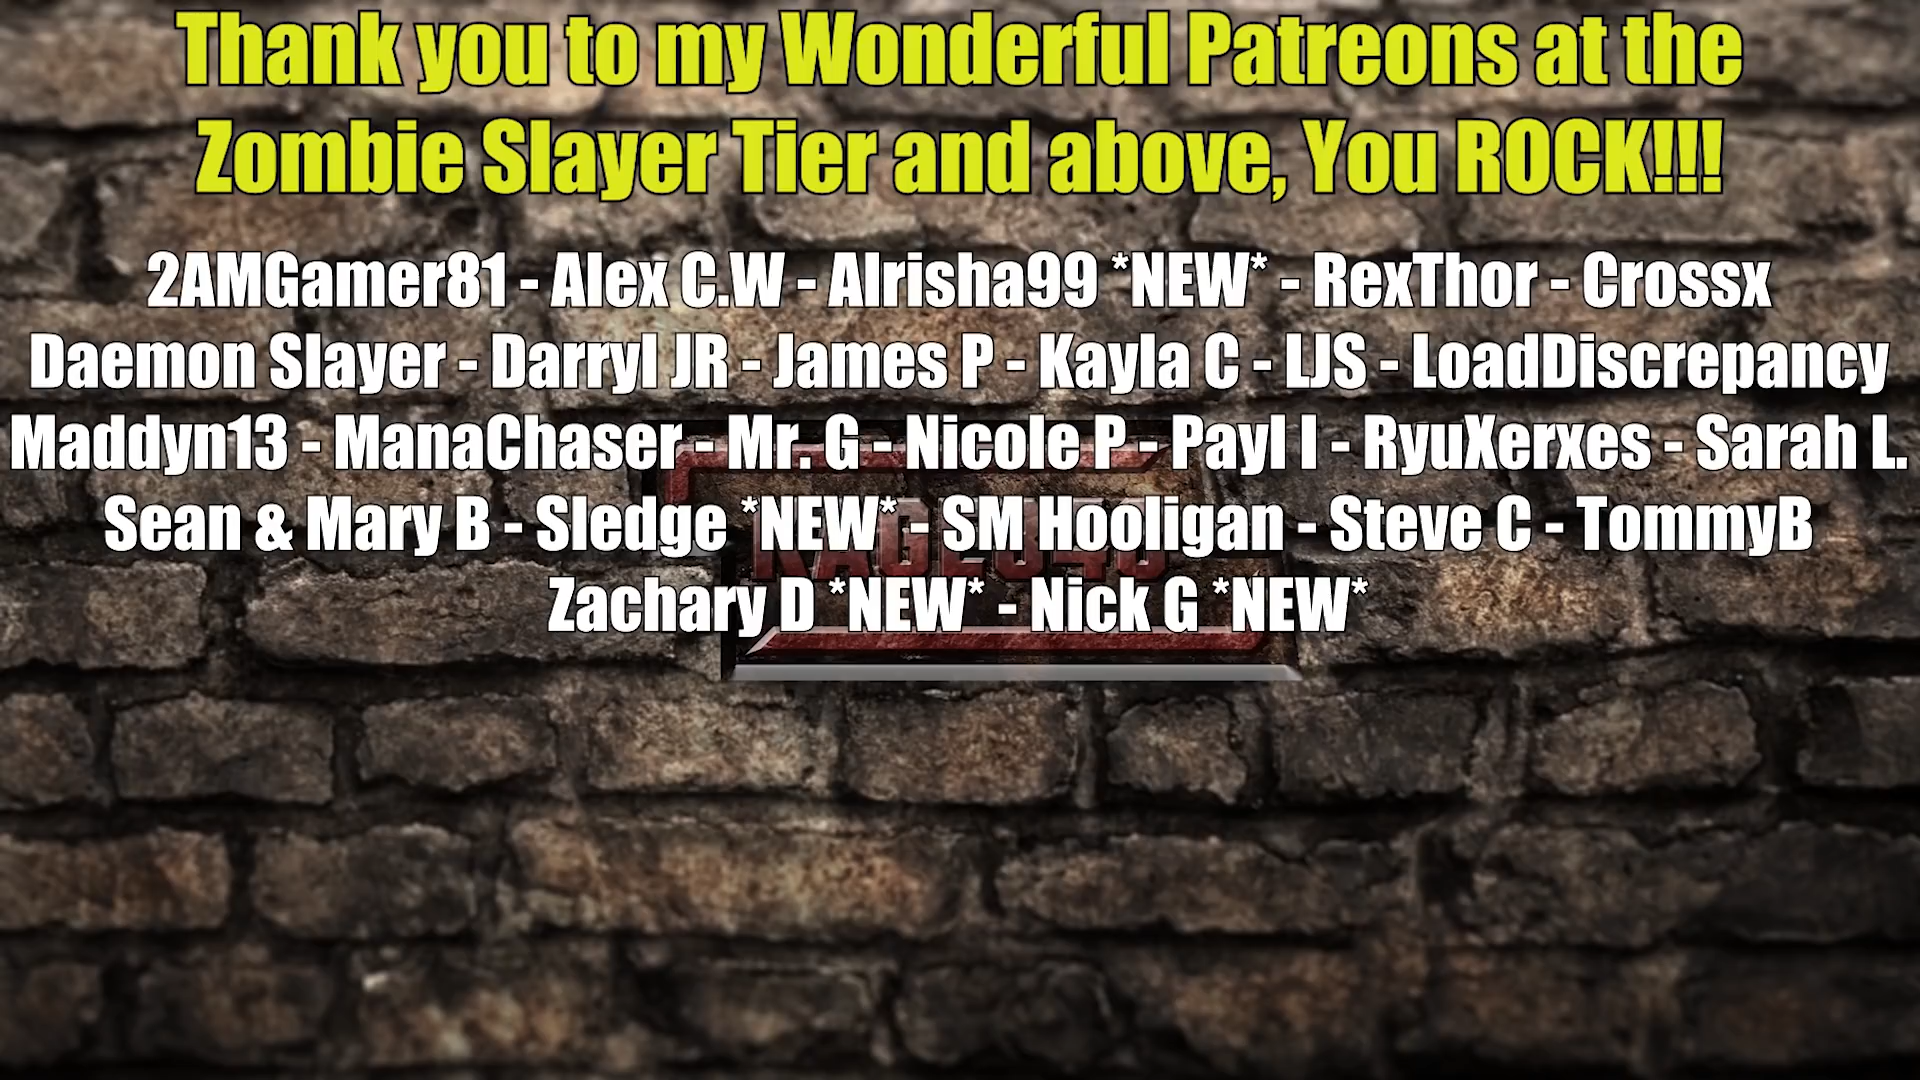 Thank you to my Wonderful Patreons at the
Zombie Slayer Tier and above, You ROCK!!!
2AMGamer81 - Alex C.W - Alrisha99 *NEW* - RexThor - Crossx
Daemon Slayer - Darryl JR - James P - Kayla C - LJS - LoadDiscrepancy
Maddyn13 - ManaChaser - Mr. G - Nicole P - Payl I - RyuXerxes - Sarah L.
Sean & Mary B - Sledge *NEW* - SM Hooligan - Steve C - TommyB
Zachary D *NEW* - Nick G *NEW*